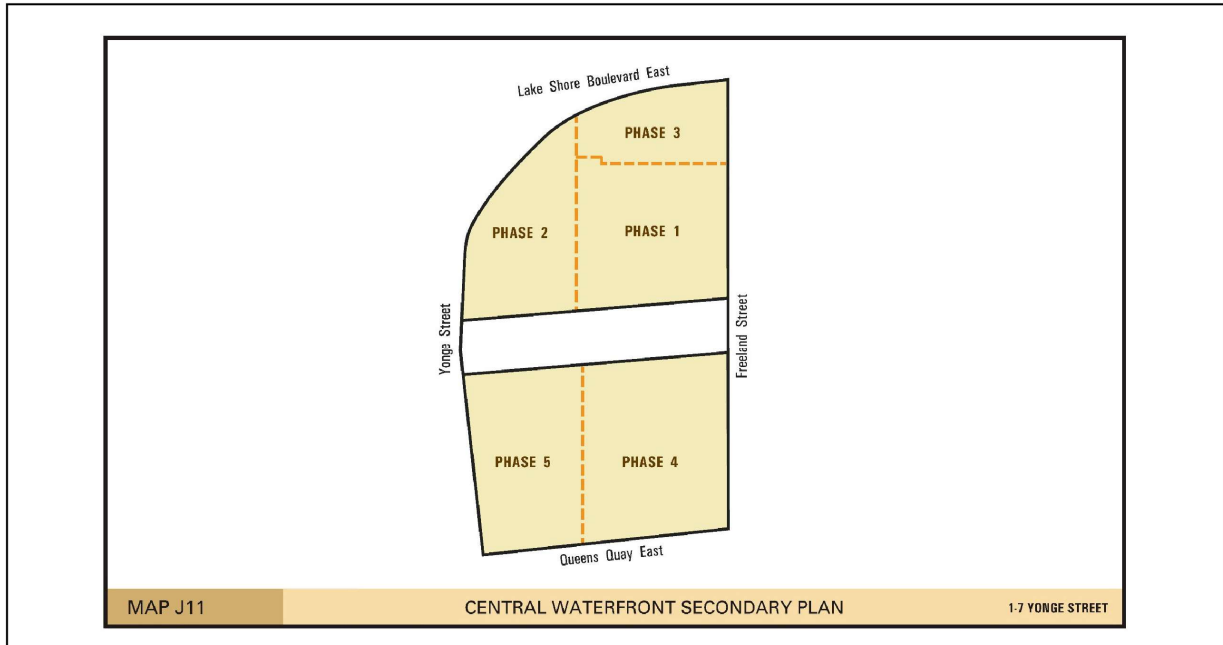 Lake Shore Boulevard East
PHASE 3
PHASE 2
PHASE 1
Yonge Street
Freeland Street
PHASE 5
PHASE 4
Queens Quay East
MAP J11
CENTRAL WATERFRONT SECONDARY PLAN
1-7 YONGE STREET